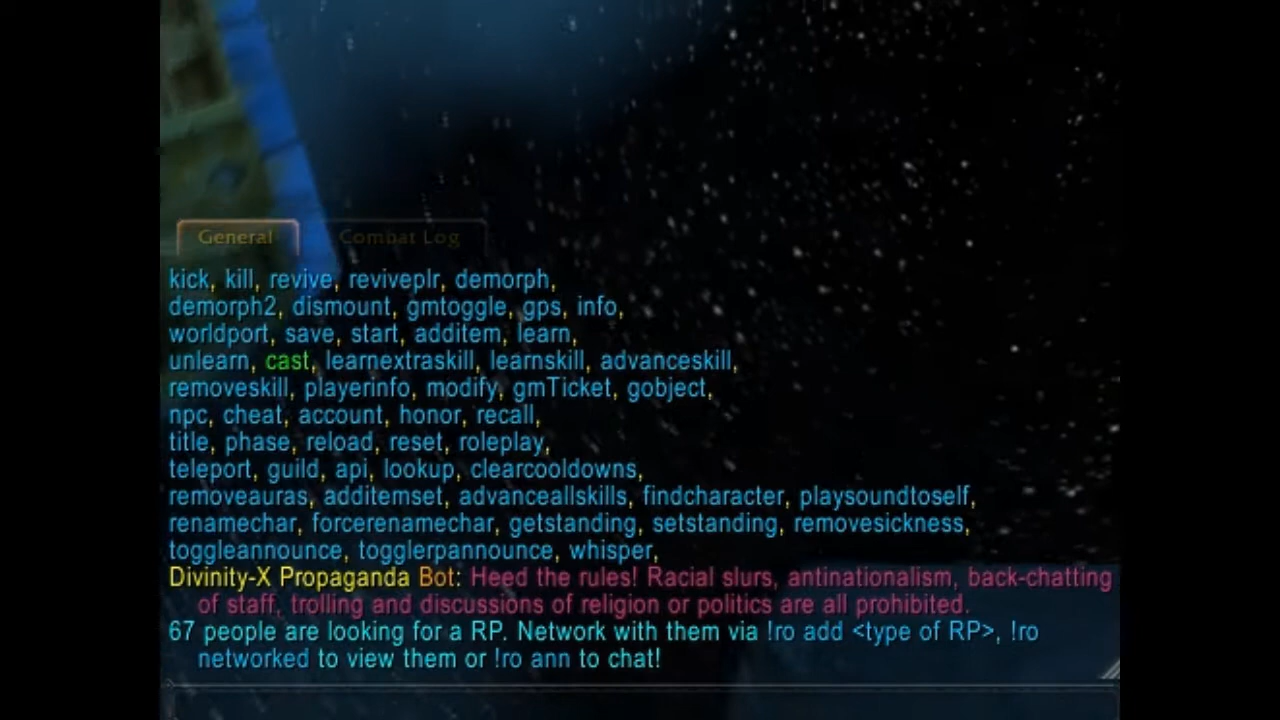 General
Combat Log
kick, kill, revive, reviveplr, demorph,
demorph2, dismount, gmtoggle, gps, info,
worldport, save, start, additem, learn,
unlearn, cast, learnextraskill, learnskill, advanceskill,
removeskill, playerinfo, modify, gmTicket, gobject,
npc, cheat, account, honor, recall,
title, phase, reload, reset, roleplay,
teleport, guild, api, lookup, clearcooldowns,
removeauras, additemset, advanceallskills, findcharacter, playsoundtoself,
renamechar, forcerenamechar, getstanding, setstanding, removesickness,
toggleannounce, togglerpannounce, whisper,
Divinity-X Propaganda Bot: Heed the rules! Racial slurs, antinationalism, back-chatting
of staff, trolling and discussions of religion or politics are all prohibited.
67 people are looking for a RP. Network with them via !ro add <type of RP>, !ro
networked to view them or !ro ann to chat!